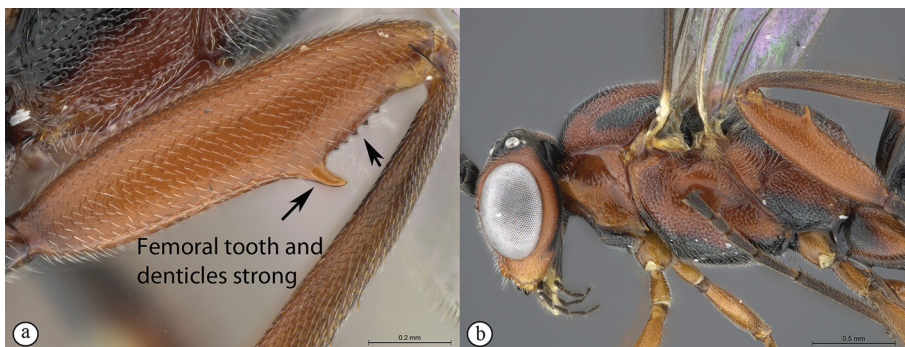 Femoral tooth and
denticles strong
a
0.2 mm
b
0.5 mm